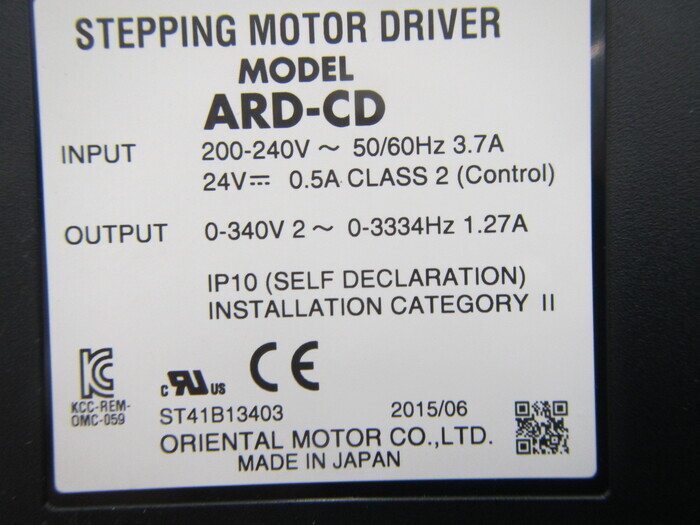 STEPPING MOTOR DRIVER
MODEL
ARD-CD
INPUT 200-240V ~ 50/60Hz 3.7A
24V⎓ 0.5A CLASS 2 (Control)
OUTPUT 0-340V 2~ 0-3334Hz 1.27A
IP10 (SELF DECLARATION)
INSTALLATION CATEGORY II
KCC-REM-
OMC-059
c RU us CE
ST41B13403 2015/06
ORIENTAL MOTOR CO.,LTD.
MADE IN JAPAN